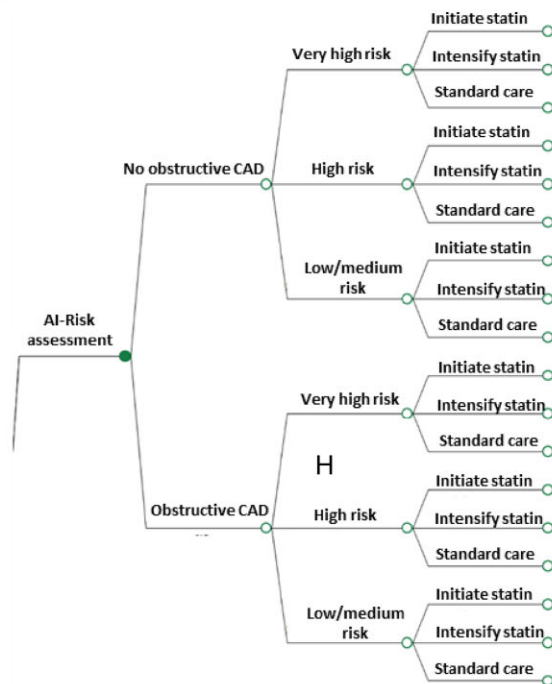 Initiate statin
Very high risk
Intensify statin
Standard care
Initiate statin
No obstructive CAD
High risk
Intensify statin
Standard care
Initiate statin
Low/medium
risk
Intensify statin
Standard care
AI-Risk
assessment
Initiate statin
Very high risk
Intensify statin
Standard care
H
Initiate statin
Obstructive CAD
High risk
Intensify statin
Standard care
Initiate statin
Low/medium
risk
Intensify statin
Standard care